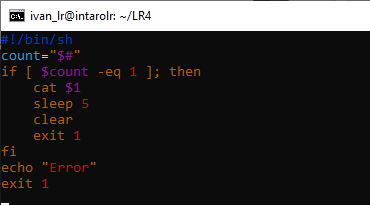 ivan_lr@intarolr: ~/LR4
#!/bin/sh
count="$#"
if [ $count -eq 1 ]; then
    cat $1
    sleep 5
    clear
    exit 1
fi
echo "Error"
exit 1